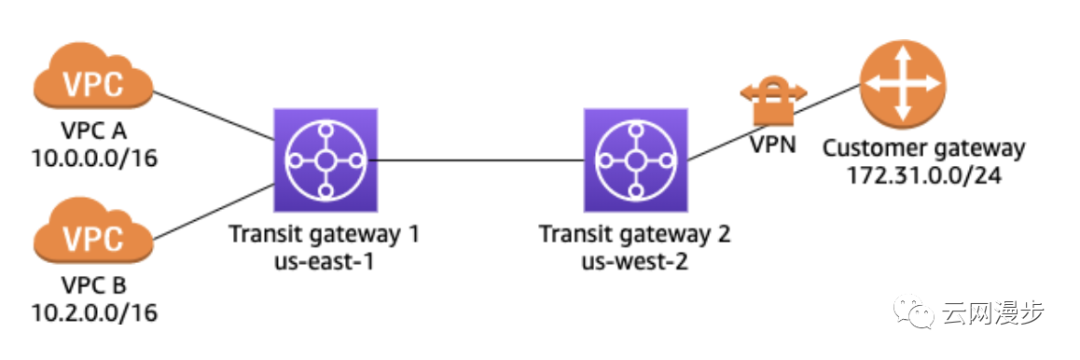 VPC
VPC A
10.0.0.0/16
VPC
VPC B
10.2.0.0/16
Transit gateway 1
us-east-1
Transit gateway 2
us-west-2
VPN
Customer gateway
172.31.0.0/24
云网漫步